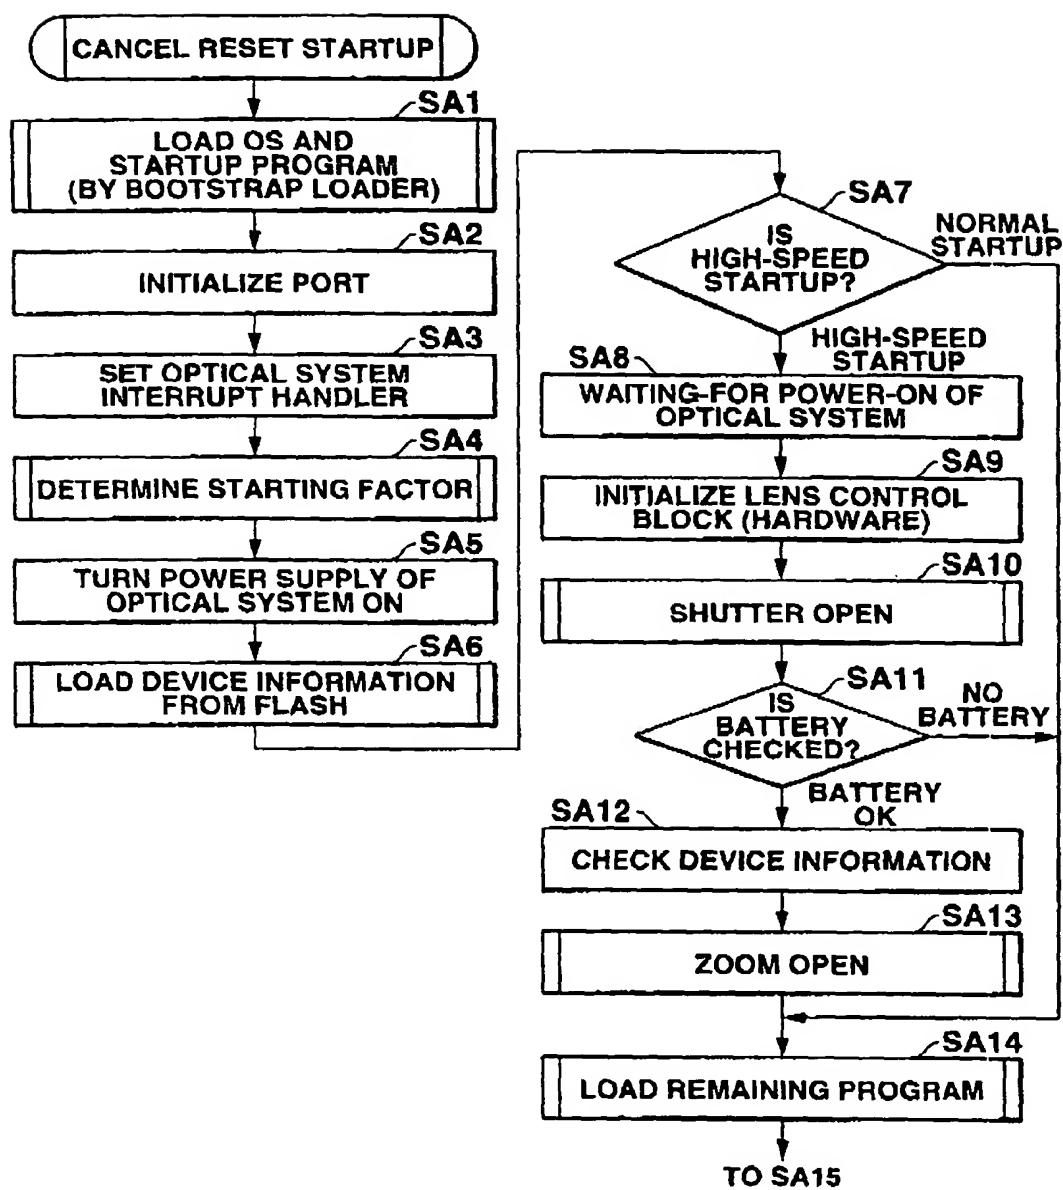 CANCEL RESET STARTUP
SA1
LOAD OS AND
STARTUP PROGRAM
(BY BOOTSTRAP LOADER)
SA2
INITIALIZE PORT
SA3
SET OPTICAL SYSTEM
INTERRUPT HANDLER
SA4
DETERMINE STARTING FACTOR
SA5
TURN POWER SUPPLY OF
OPTICAL SYSTEM ON
SA6
LOAD DEVICE INFORMATION
FROM FLASH
SA7
IS
HIGH-SPEED
STARTUP?
NORMAL
STARTUP
HIGH-SPEED
STARTUP
SA8
WAITING-FOR POWER-ON OF
OPTICAL SYSTEM
SA9
INITIALIZE LENS CONTROL
BLOCK (HARDWARE)
SA10
SHUTTER OPEN
SA11
IS
BATTERY
CHECKED?
NO
BATTERY
BATTERY
OK
SA12
CHECK DEVICE INFORMATION
SA13
ZOOM OPEN
SA14
LOAD REMAINING PROGRAM
TO SA15